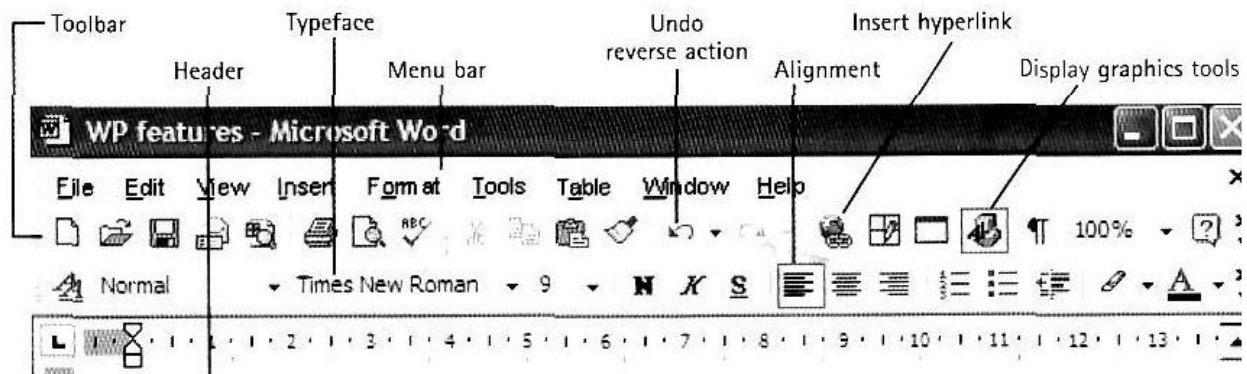 Toolbar Typeface Undo Insert hyperlink
reverse action
Header Menu bar Alignment Display graphics tools
WP features - Microsoft Word
File Edit View Insert Format Tools Table Window Help
ABC 100%
Normal Times New Roman 9 N K S A
L 1 2 3 4 5 6 7 8 9 10 11 12 13